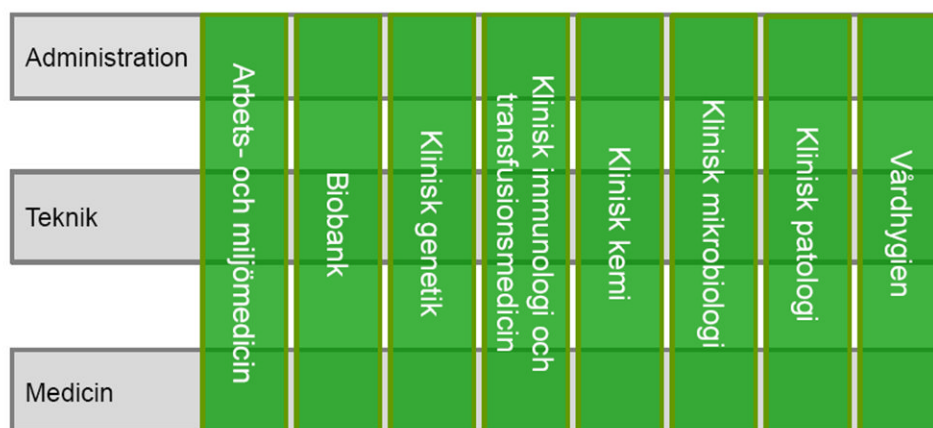 Administration
Teknik
Medicin
Arbets- och miljömedicin
Biobank
Klinisk genetik
Klinisk immunologi och
transfusionsmedicin
Klinisk kemi
Klinisk mikrobiologi
Klinisk patologi
Vårdhygien